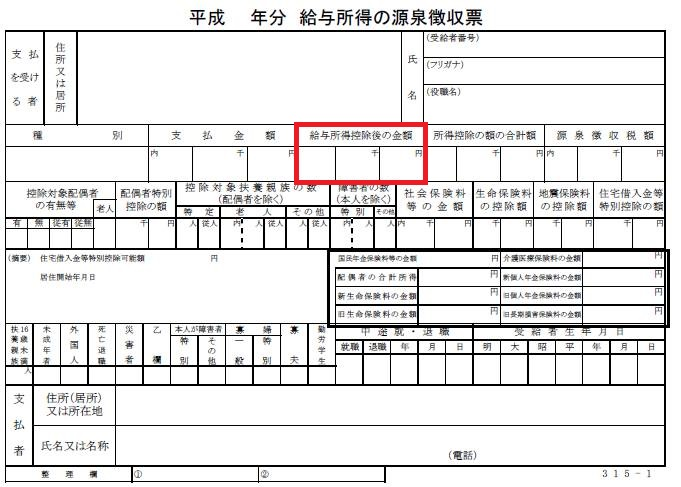 平成 年分 給与所得の源泉徴収票
支払
を受け
る者
住所又は居所
氏名
(受給者番号)
(フリガナ)
(役職名)
種 別
支 払 金 額
給与所得控除後の金額
所得控除の額の合計額
源 泉 徴 収 税 額
内 千 円
千 円
千 円
内 千 円
控除対象配偶者
の有無等
老人
配偶者特別
控除の額
控除対象扶養親族の数
(配偶者を除く)
障害者の数
(本人を除く)
社会保険料
等の金額
生命保険料
の控除額
地震保険料
の控除額
住宅借入金等
特別控除の額
有 無 従有 従無
特 定
老 人
その他
特 別
その他
千 円
人 従人 内 人 従人 人 従人 内 人 人
内 千 円
千 円
千 円
千 円
(摘要) 住宅借入金等特別控除可能額 円
居住開始年月日
国民年金保険料等の金額 円
介護医療保険料の金額 円
配偶者の合計所得 円
新個人年金保険料の金額 円
新生命保険料の金額 円
旧個人年金保険料の金額 円
旧生命保険料の金額 円
旧長期損害保険料の金額 円
16歳未満扶養親族
人
未成年者
外国人
死亡退職
災害者
乙欄
本人が障害者
特別
その他
寡婦
一般
特別
寡夫
勤労学生
中 途 就 ・ 退 職
就職 退職 年 月 日
受 給 者 生 年 月 日
明 大 昭 平 年 月 日
支払者
住所(居所)
又は所在地
氏名又は名称
(電話)
整 理 欄
①
②
315-1